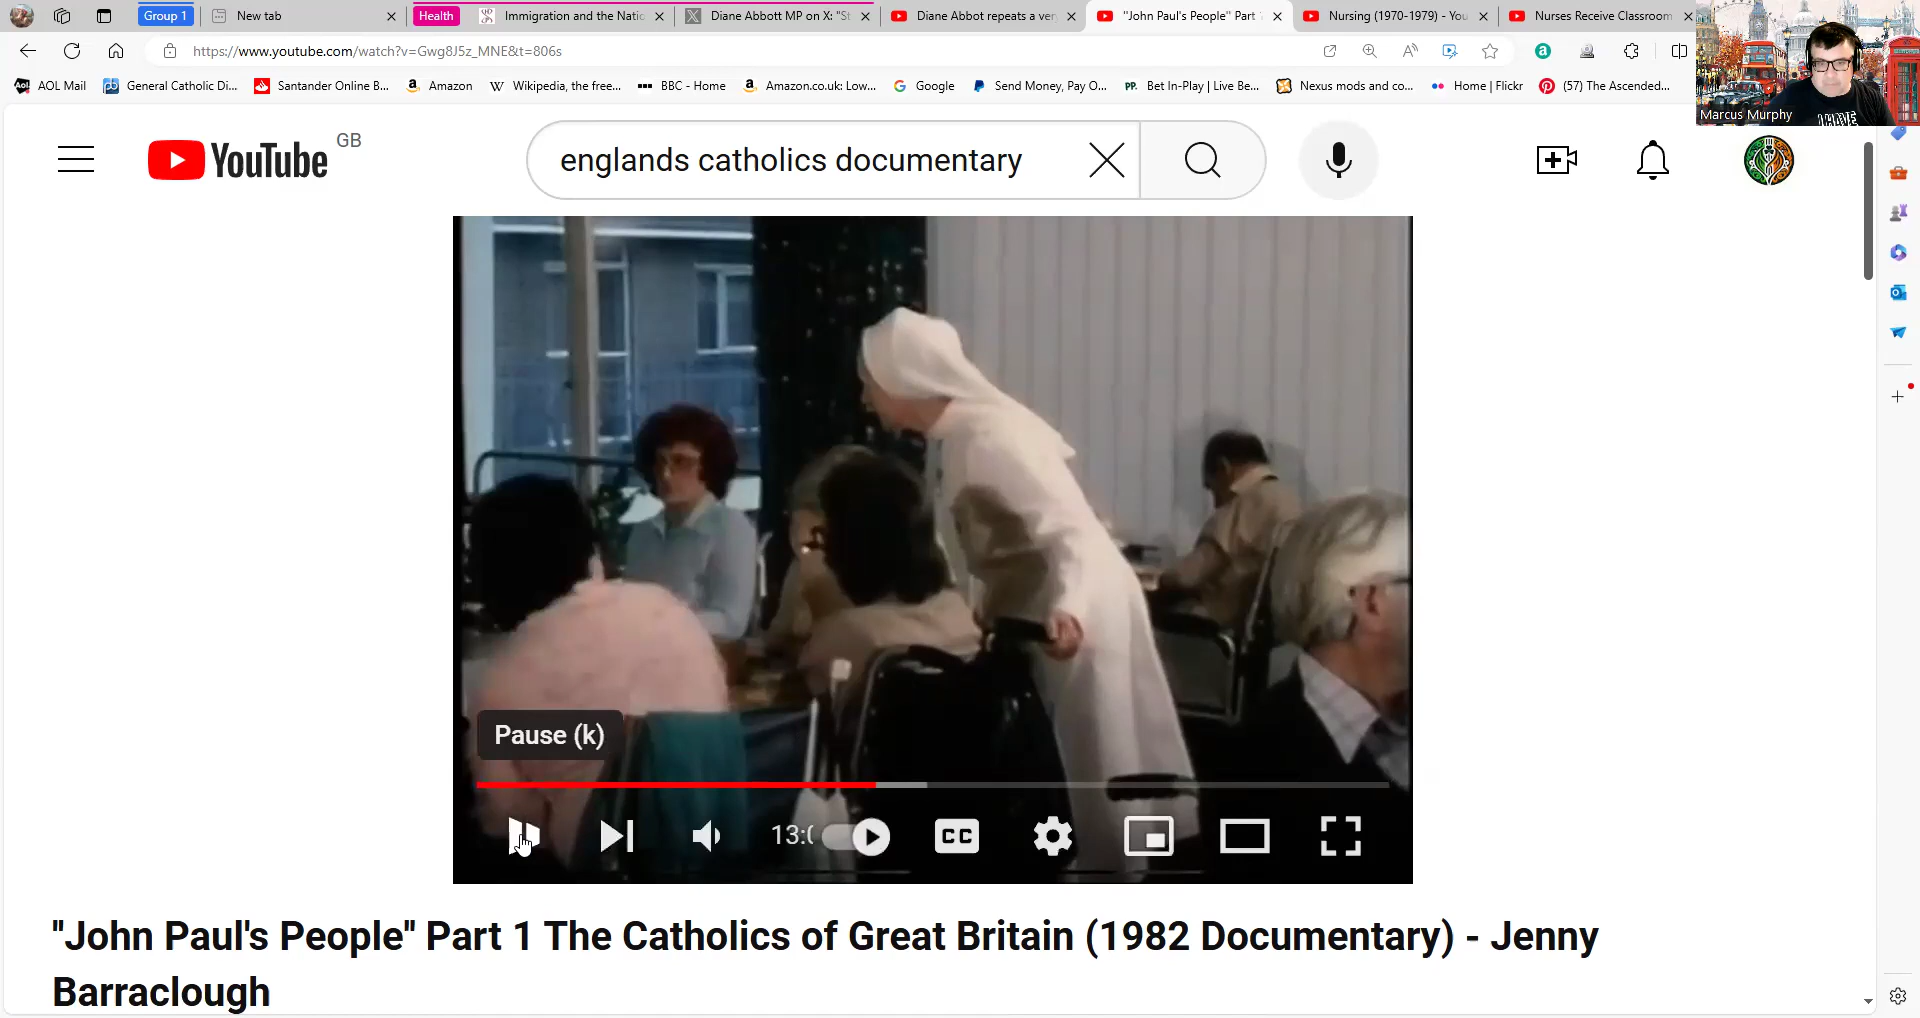 Group 1
New tab
Health
Immigration and the Natio
Diane Abbott MP on X: "St
Diane Abbot repeats a ver
"John Paul's People" Part 1
Nursing (1970-1979) - You
Nurses Receive Classroom
https://www.youtube.com/watch?v=Gwg8J5z_MNE&t=806s
AOL Mail
General Catholic Di...
Santander Online B...
Amazon
Wikipedia, the free...
BBC - Home
Amazon.co.uk: Low...
Google
Send Money, Pay O...
Bet In-Play | Live Be...
Nexus mods and co...
Home | Flickr
(57) The Ascended...
I HAVE
Marcus Murphy
YouTube GB
englands catholics documentary
Pause (k)
13:0
CC
"John Paul's People" Part 1 The Catholics of Great Britain (1982 Documentary) - Jenny
Barraclough